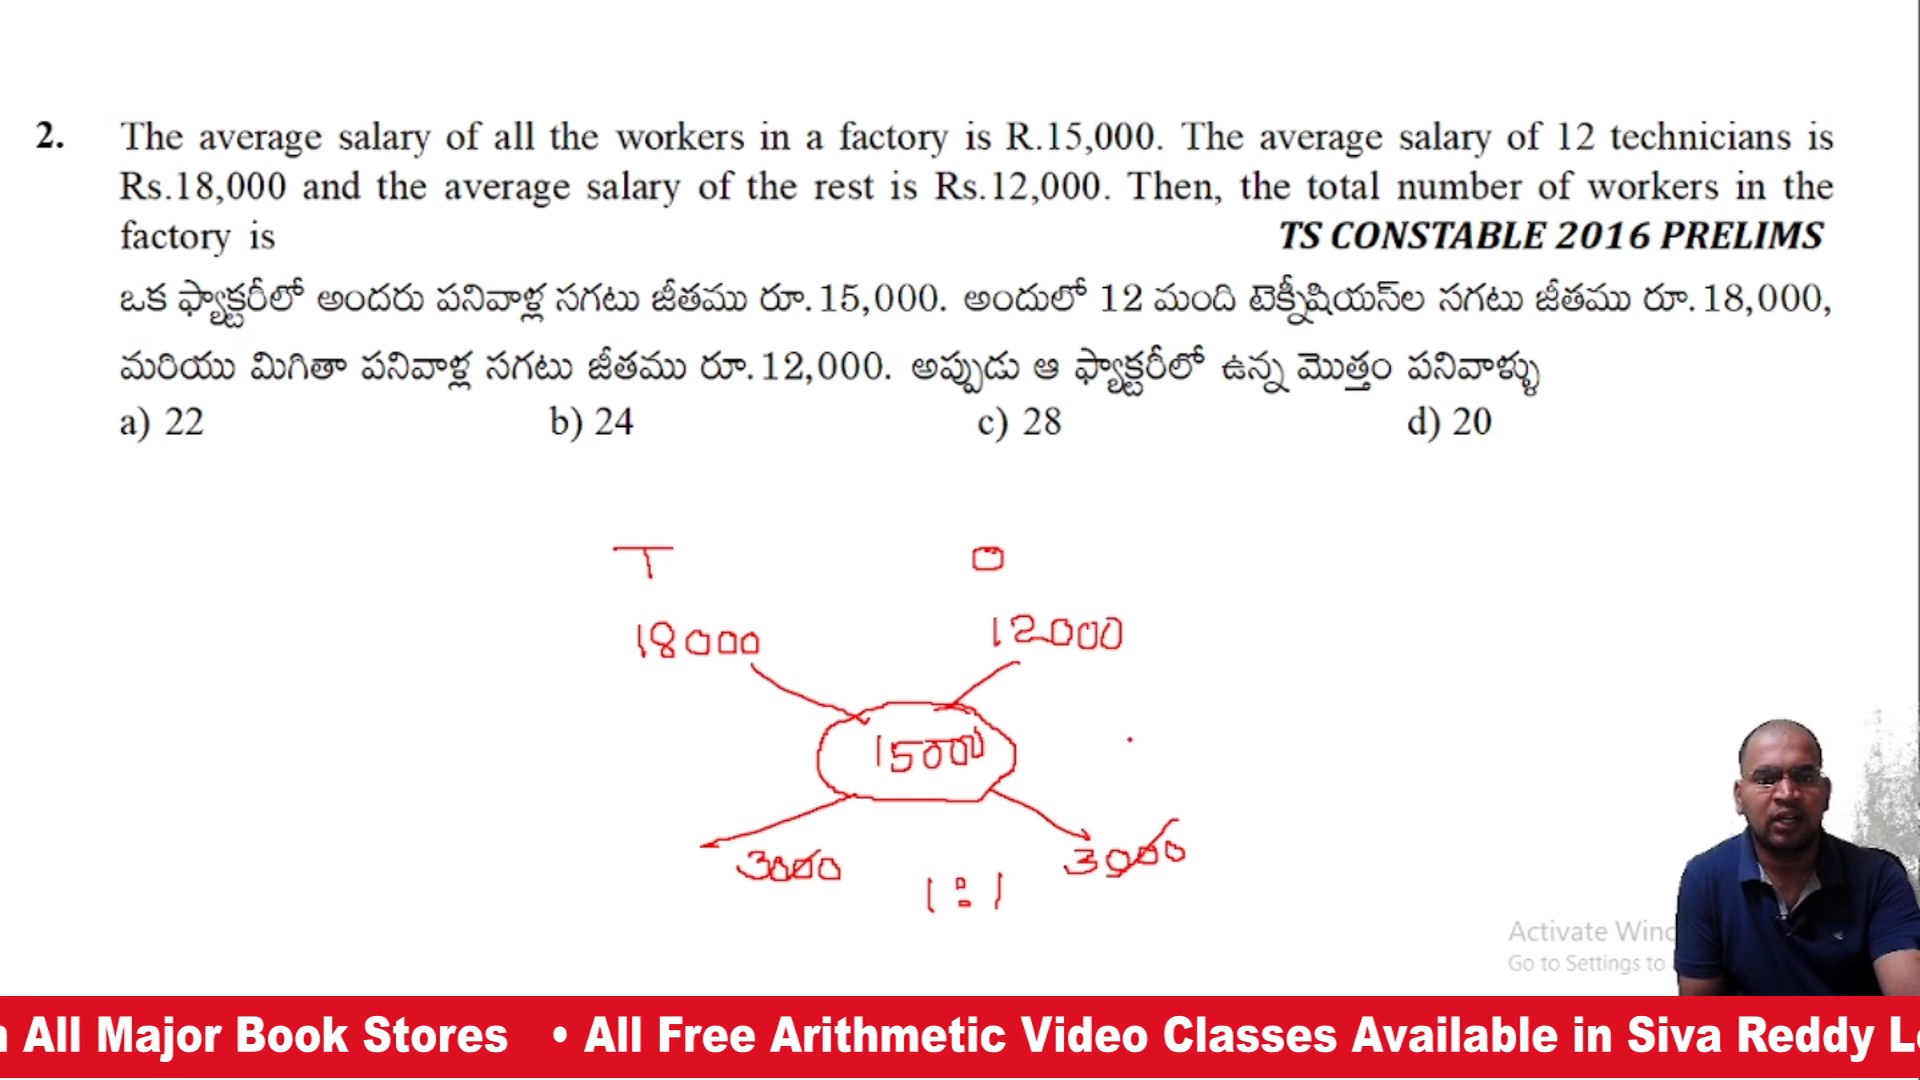 2. The average salary of all the workers in a factory is R.15,000. The average salary of 12 technicians is
Rs.18,000 and the average salary of the rest is Rs.12,000. Then, the total number of workers in the
factory is TS CONSTABLE 2016 PRELIMS
ఒక ఫ్యాక్టరీలో అందరు పనివాళ్ల సగటు జీతము రూ.15,000. అందులో 12 మంది టెక్నీషియన్‌ల సగటు జీతము రూ.18,000,
మరియు మిగితా పనివాళ్ల సగటు జీతము రూ.12,000. అప్పుడు ఆ ఫ్యాక్టరీలో ఉన్న మొత్తం పనివాళ్ళు
a) 22 b) 24 c) 28 d) 20
T O
18000 12000
15000
3000 1:1 3000
Activate Wind
Go to Settings to
All Major Book Stores • All Free Arithmetic Video Classes Available in Siva Reddy